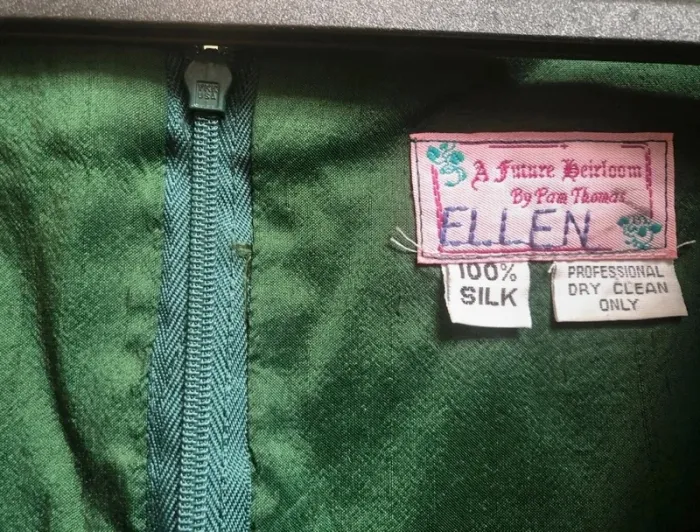 A Future Heirloom
By Pam Thomas
ELLEN
100%
SILK
PROFESSIONAL
DRY CLEAN
ONLY